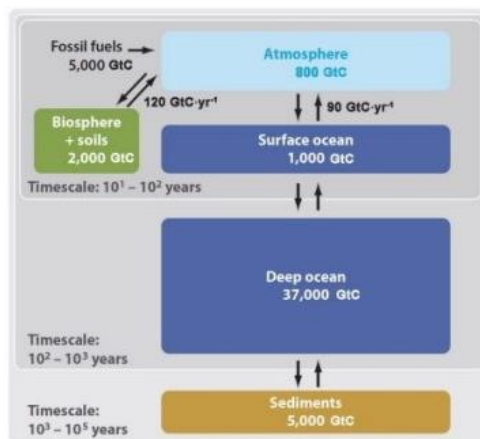 Fossil fuels
5,000 GtC
Atmosphere
800 GtC
120 GtC·yr⁻¹
90 GtC·yr⁻¹
Biosphere
+ soils
2,000 GtC
Surface ocean
1,000 GtC
Timescale: 10¹ – 10² years
Deep ocean
37,000 GtC
Timescale:
10² – 10³ years
Sediments
5,000 GtC
Timescale:
10³ – 10⁵ years